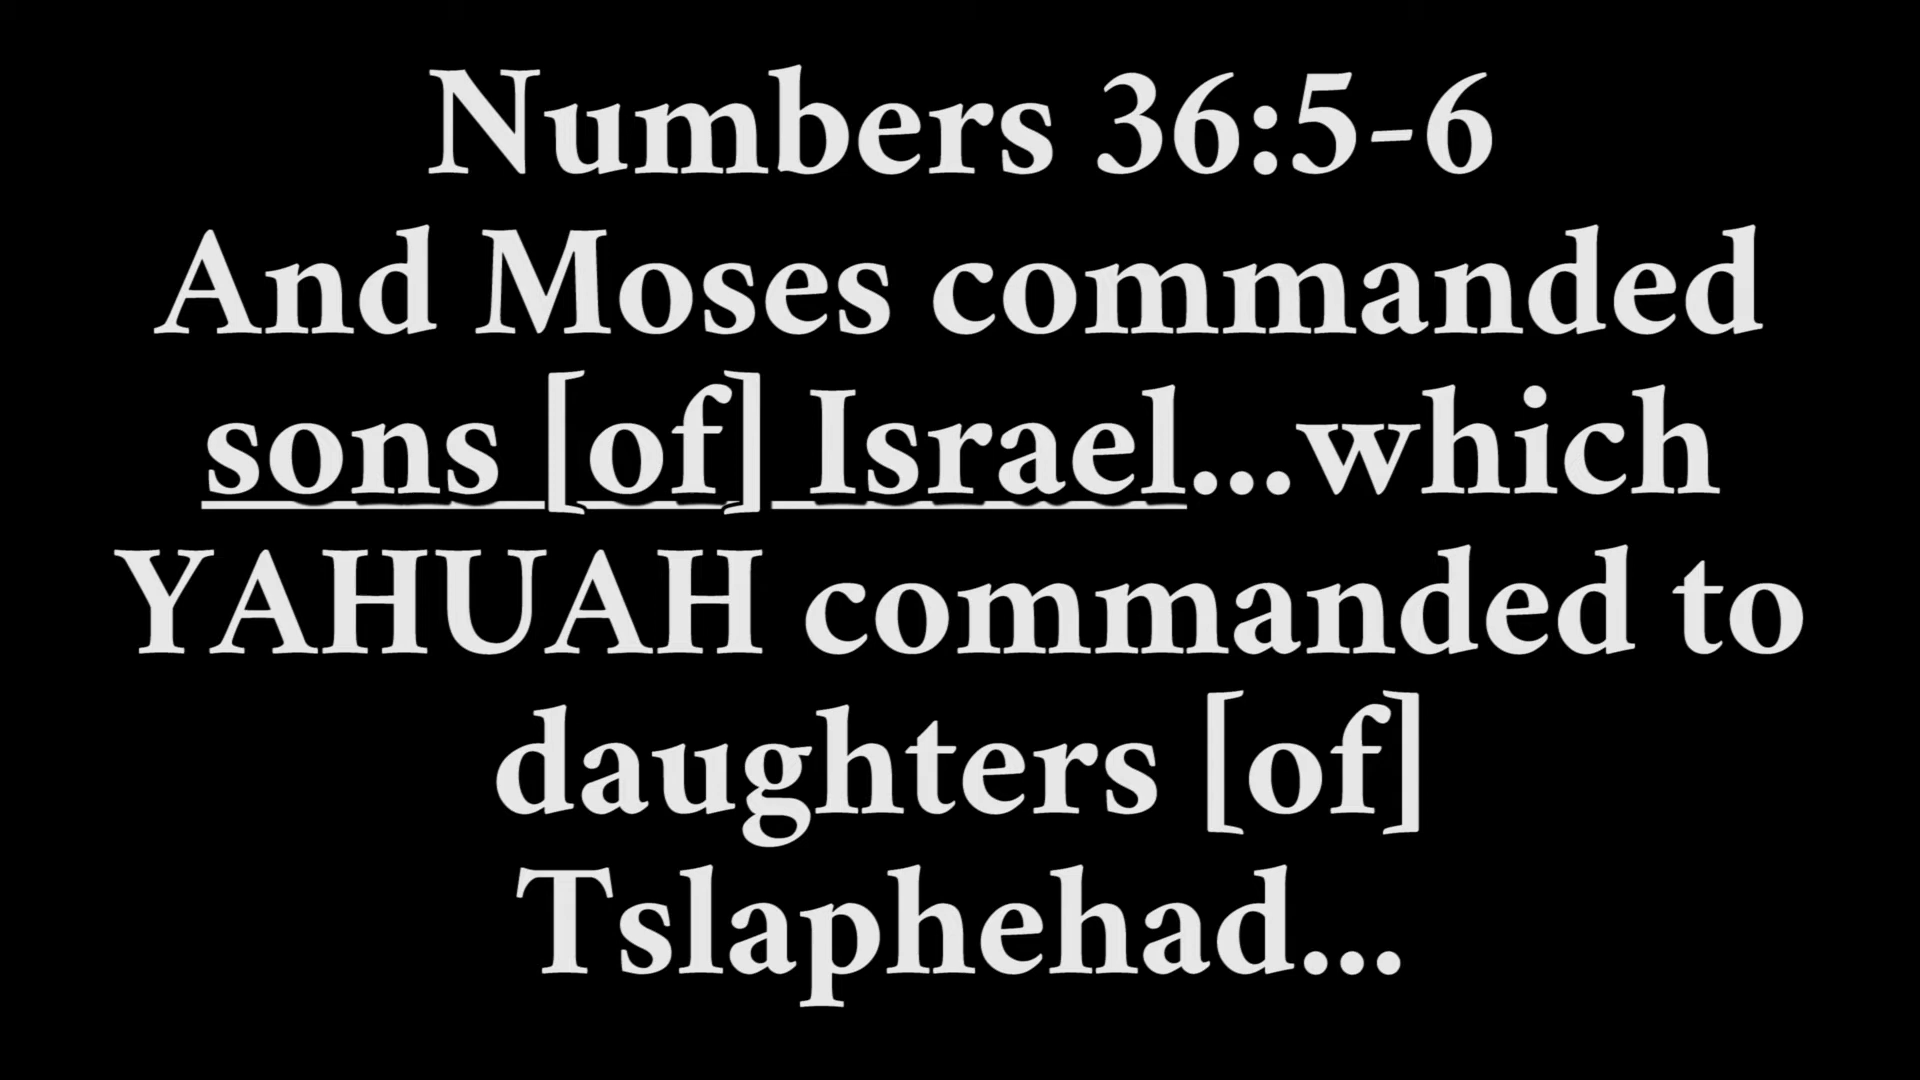 Numbers 36:5-6
And Moses commanded
sons [of] Israel...which
YAHUAH commanded to
daughters [of]
Tslaphehad...